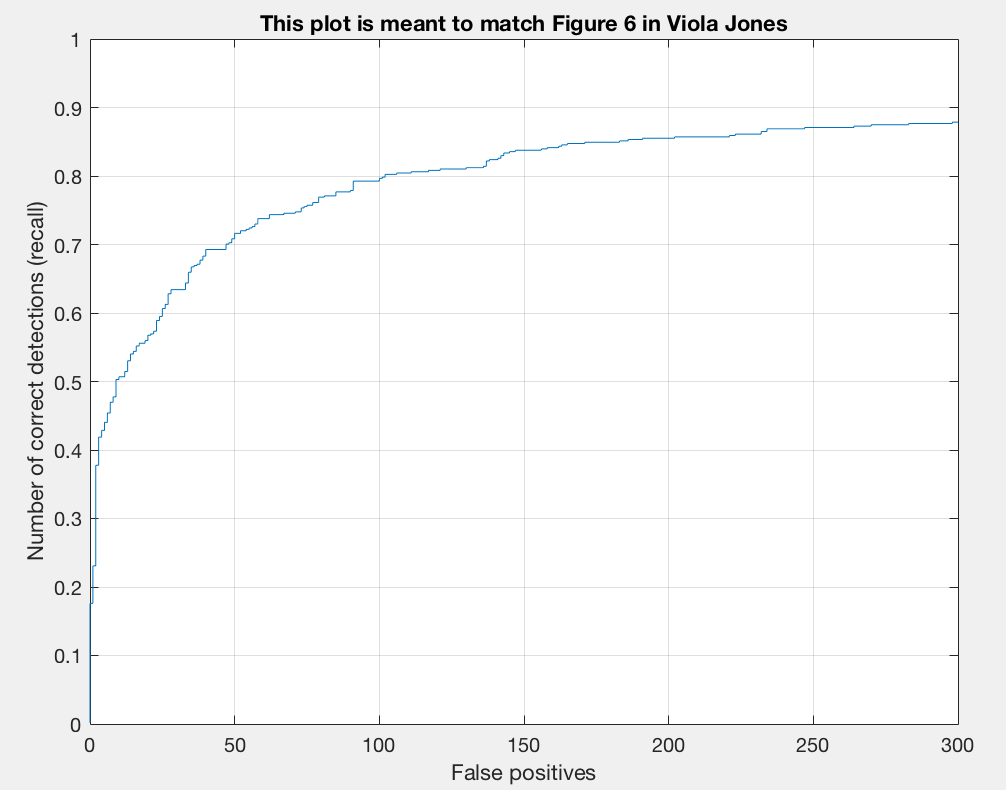 This plot is meant to match Figure 6 in Viola Jones
1
0.9
0.8
0.7
0.6
0.5
0.4
0.3
0.2
0.1
0
Number of correct detections (recall)
0 50 100 150 200 250 300
False positives